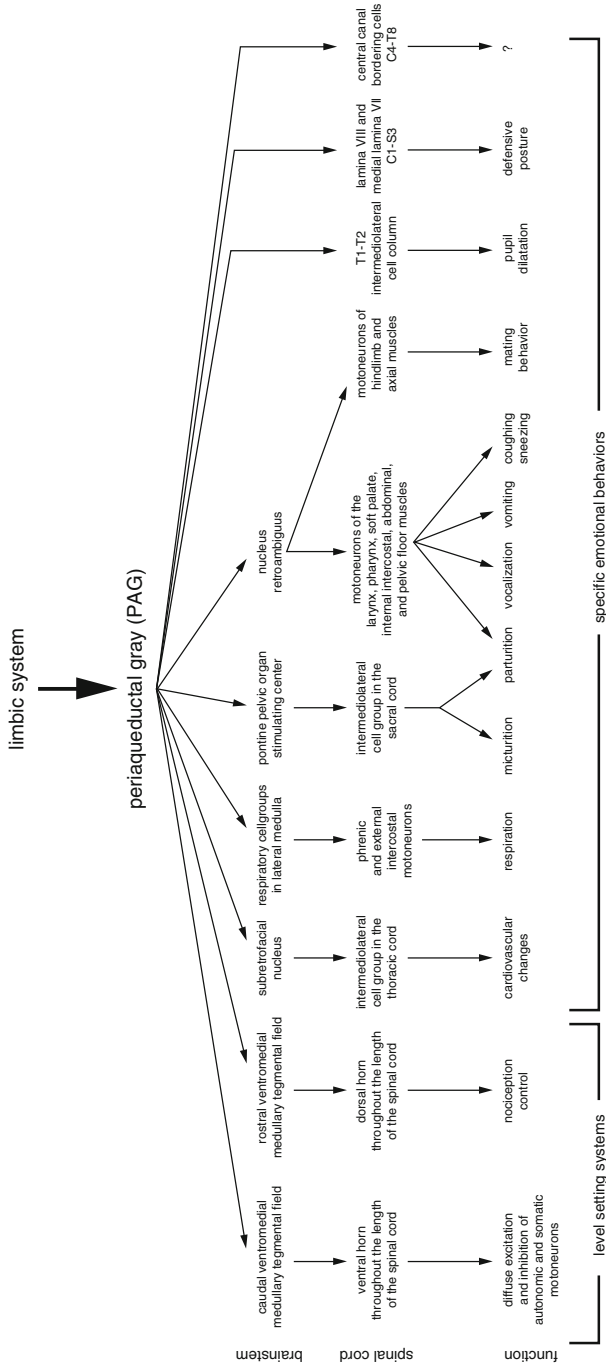 limbic system
periaqueductal gray (PAG)
brainstem
caudal ventromedial
medullary tegmental field
rostral ventromedial
medullary tegmental field
subretrofacial
nucleus
respiratory cellgroups
in lateral medulla
pontine pelvic organ
stimulating center
nucleus
retroambiguus
spinal cord
ventral horn
throughout the length
of the spinal cord
dorsal horn
throughout the length
of the spinal cord
intermediolateral
cell group in the
thoracic cord
phrenic
and external
intercostal
motoneurons
intermediolateral
cell group in the
sacral cord
motoneurons of the
larynx, pharynx, soft palate,
internal intercostal, abdominal,
and pelvic floor muscles
motoneurons of
hindlimb and
axial muscles
T1-T2
intermediolateral
cell column
lamina VIII and
medial lamina VII
C1-S3
central canal
bordering cells
C4-T8
function
diffuse excitation
and inhibition of
autonomic and somatic
motoneurons
nociception
control
cardiovascular
changes
respiration
micturition
parturition
vocalization
vomiting
coughing
sneezing
mating
behavior
pupil
dilatation
defensive
posture
?
level setting systems
specific emotional behaviors